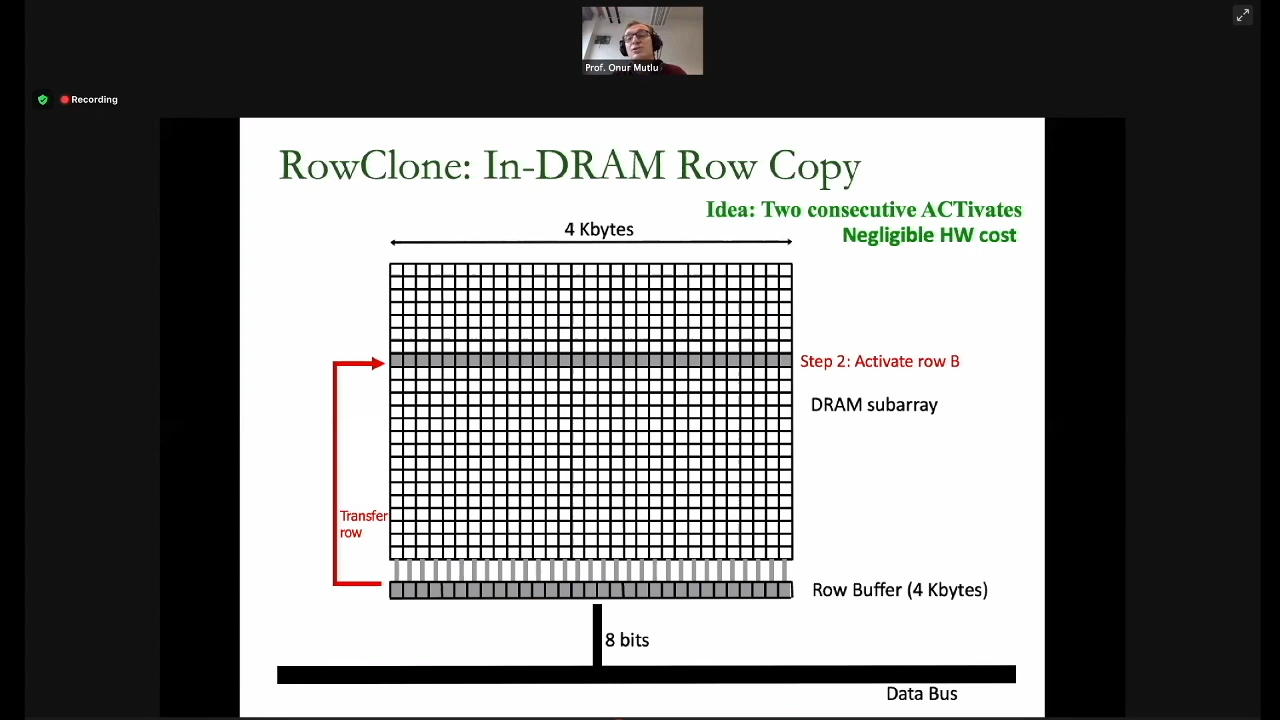 Prof. Onur Mutlu
Recording
RowClone: In-DRAM Row Copy
Idea: Two consecutive ACTivates
Negligible HW cost
4 Kbytes
Step 2: Activate row B
DRAM subarray
Transfer
row
Row Buffer (4 Kbytes)
8 bits
Data Bus